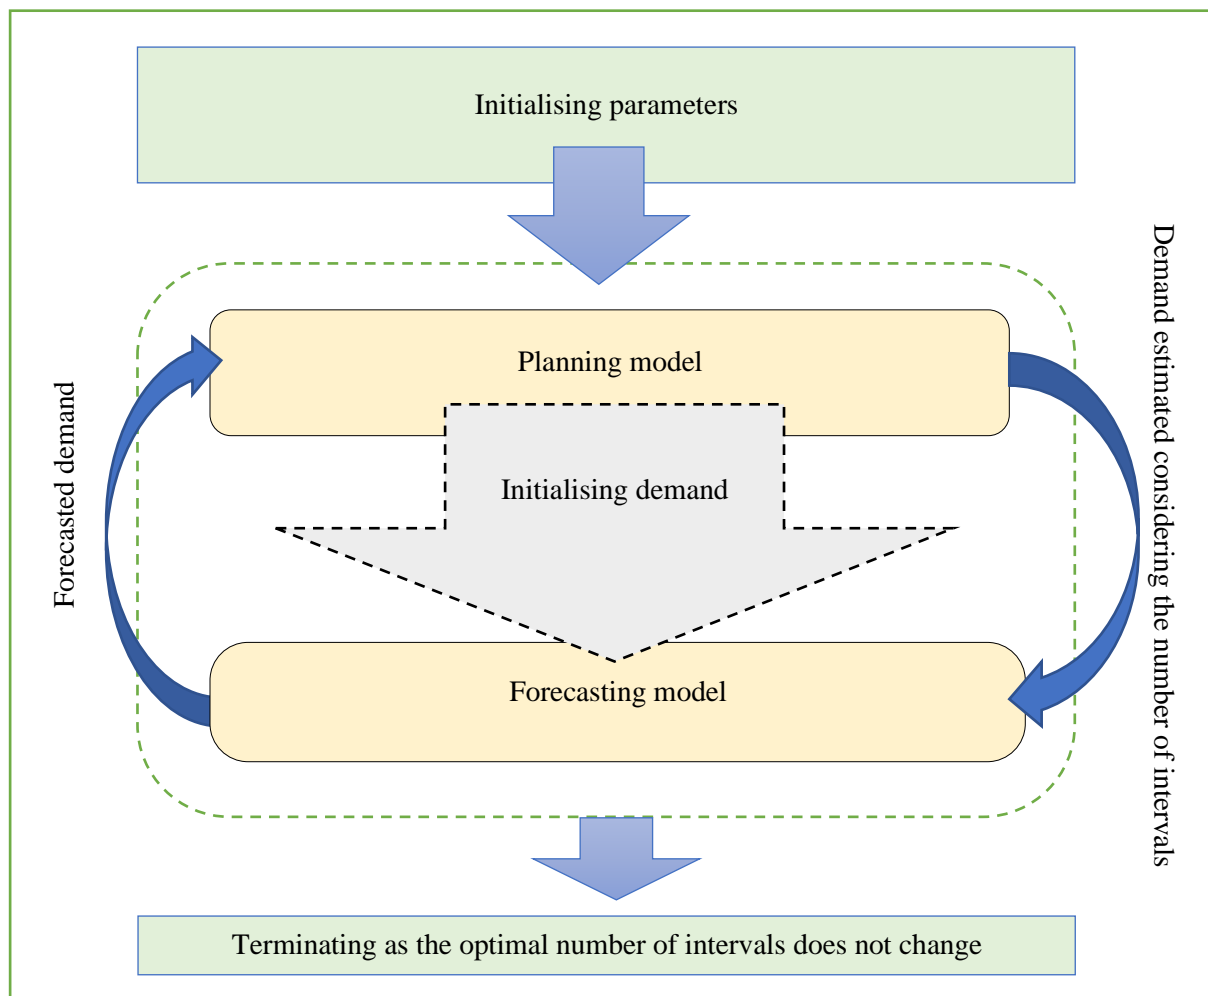 Initialising parameters
Planning model
Forecasted demand
Demand estimated considering the number of intervals
Initialising demand
Forecasting model
Terminating as the optimal number of intervals does not change